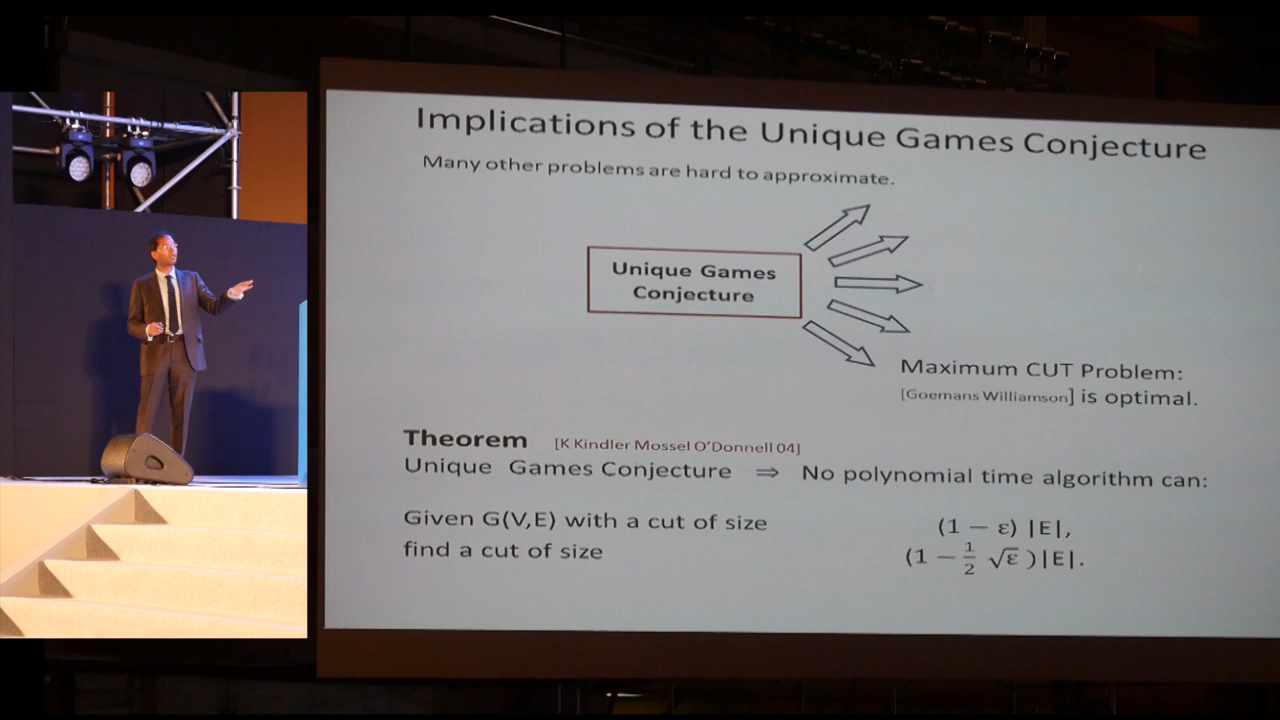 Implications of the Unique Games Conjecture
Many other problems are hard to approximate.
Unique Games
Conjecture
Maximum CUT Problem:
[Goemans Williamson] is optimal.
Theorem [K Kindler Mossel O'Donnell 04]
Unique Games Conjecture ⇒ No polynomial time algorithm can:
Given G(V,E) with a cut of size (1 − ε) |E|,
find a cut of size (1 − 1/2 √ε )|E|.